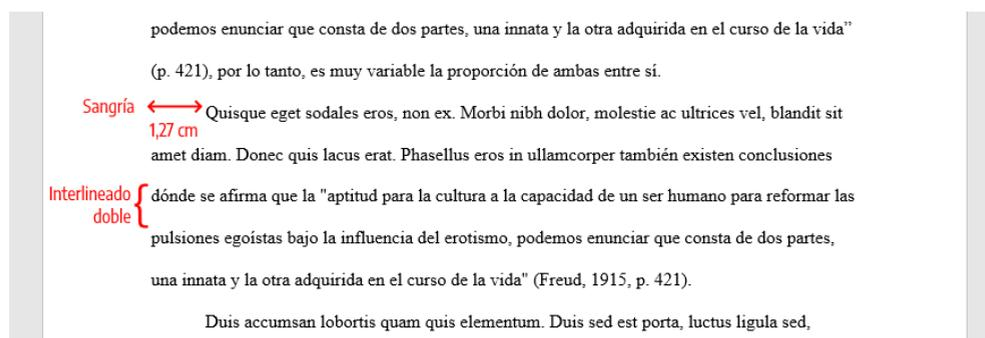 podemos enunciar que consta de dos partes, una innata y la otra adquirida en el curso de la vida”
(p. 421), por lo tanto, es muy variable la proporción de ambas entre sí.
Sangría
1,27 cm
Quisque eget sodales eros, non ex. Morbi nibh dolor, molestie ac ultrices vel, blandit sit
amet diam. Donec quis lacus erat. Phasellus eros in ullamcorper también existen conclusiones
Interlineado
doble
dónde se afirma que la "aptitud para la cultura a la capacidad de un ser humano para reformar las
pulsiones egoístas bajo la influencia del erotismo, podemos enunciar que consta de dos partes,
una innata y la otra adquirida en el curso de la vida" (Freud, 1915, p. 421).
Duis accumsan lobortis quam quis elementum. Duis sed est porta, luctus ligula sed,